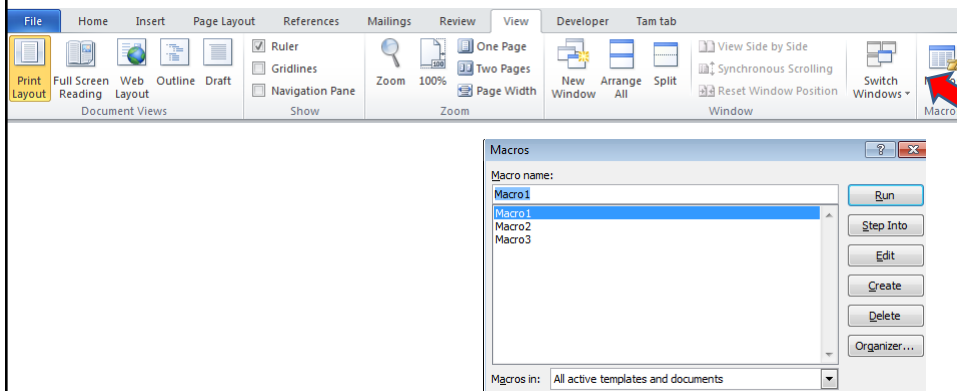 File Home Insert Page Layout References Mailings Review View Developer Tam tab
Print Layout
Full Screen Reading
Web Layout
Outline
Draft
Document Views
Ruler
Gridlines
Navigation Pane
Show
Zoom
100
100%
One Page
Two Pages
Page Width
Zoom
New Window
Arrange All
Split
View Side by Side
Synchronous Scrolling
Reset Window Position
Window
Switch Windows
Macro
Macros
Macro name:
Macro1
Macro1
Macro2
Macro3
Run
Step Into
Edit
Create
Delete
Organizer...
Macros in: All active templates and documents